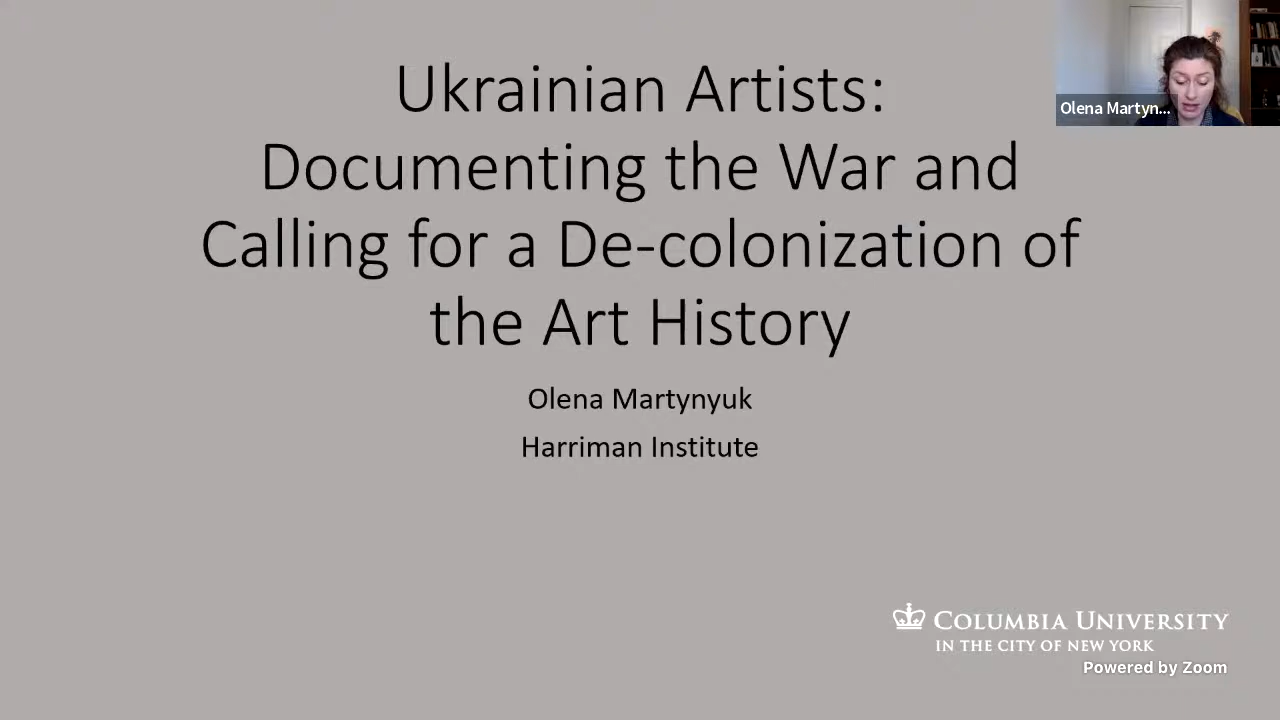 Ukrainian Artists:
Documenting the War and
Calling for a De-colonization of
the Art History
Olena Martynyuk
Harriman Institute
Olena Martyn...
COLUMBIA UNIVERSITY
IN THE CITY OF NEW YORK
Powered by Zoom